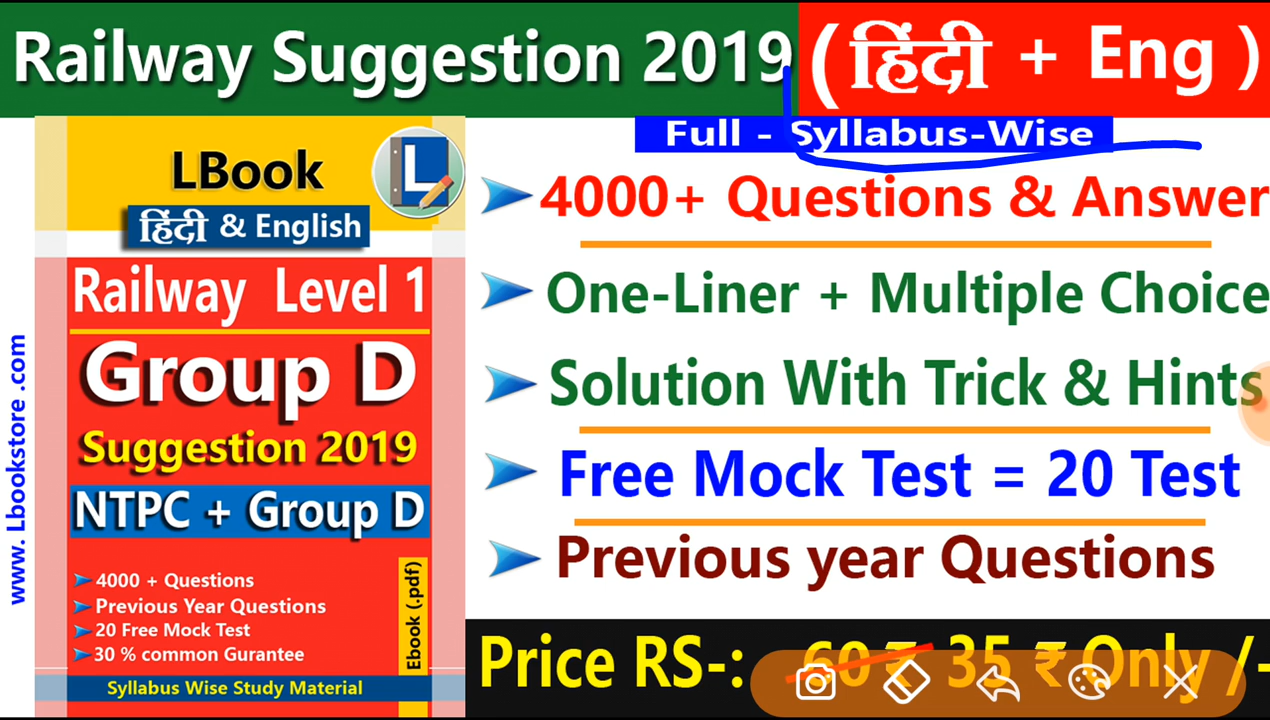 Railway Suggestion 2019 ( हिंदी + Eng )
Full - Syllabus-Wise
LBook
L
हिंदी & English
Railway Level 1
Group D
Suggestion 2019
NTPC + Group D
4000 + Questions
Previous Year Questions
20 Free Mock Test
30 % common Gurantee
Ebook (.pdf)
Syllabus Wise Study Material
www. Lbookstore .com
4000+ Questions & Answer
One-Liner + Multiple Choice
Solution With Trick & Hints
Free Mock Test = 20 Test
Previous year Questions
Price RS-: 60 ₹ 35 ₹ Only /-